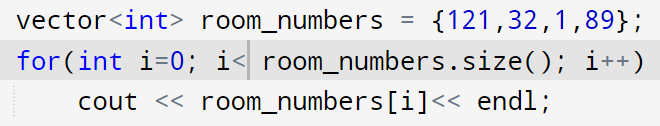 vector<int> room_numbers = {121,32,1,89};
for(int i=0; i< room_numbers.size(); i++)
cout << room_numbers[i]<< endl;